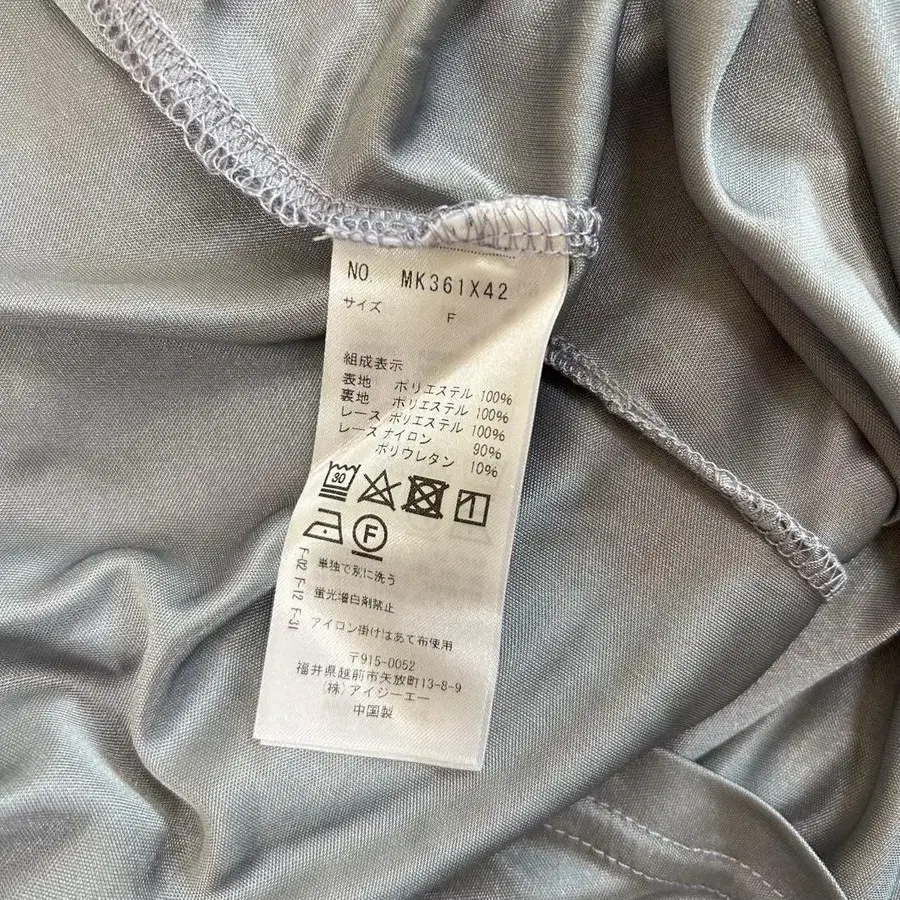 NO. MK361X42
サイズ F
組成表示
表地 ポリエステル 100%
裏地 ポリエステル 100%
レース ポリエステル 100%
レース ナイロン 90%
ポリウレタン 10%
30
F
F-02 F-12 F-31
単独で別に洗う
蛍光増白剤禁止
アイロン掛けはあて布使用
〒915-0052
福井県越前市矢放町13-8-9
(株)アイジーエー
中国製